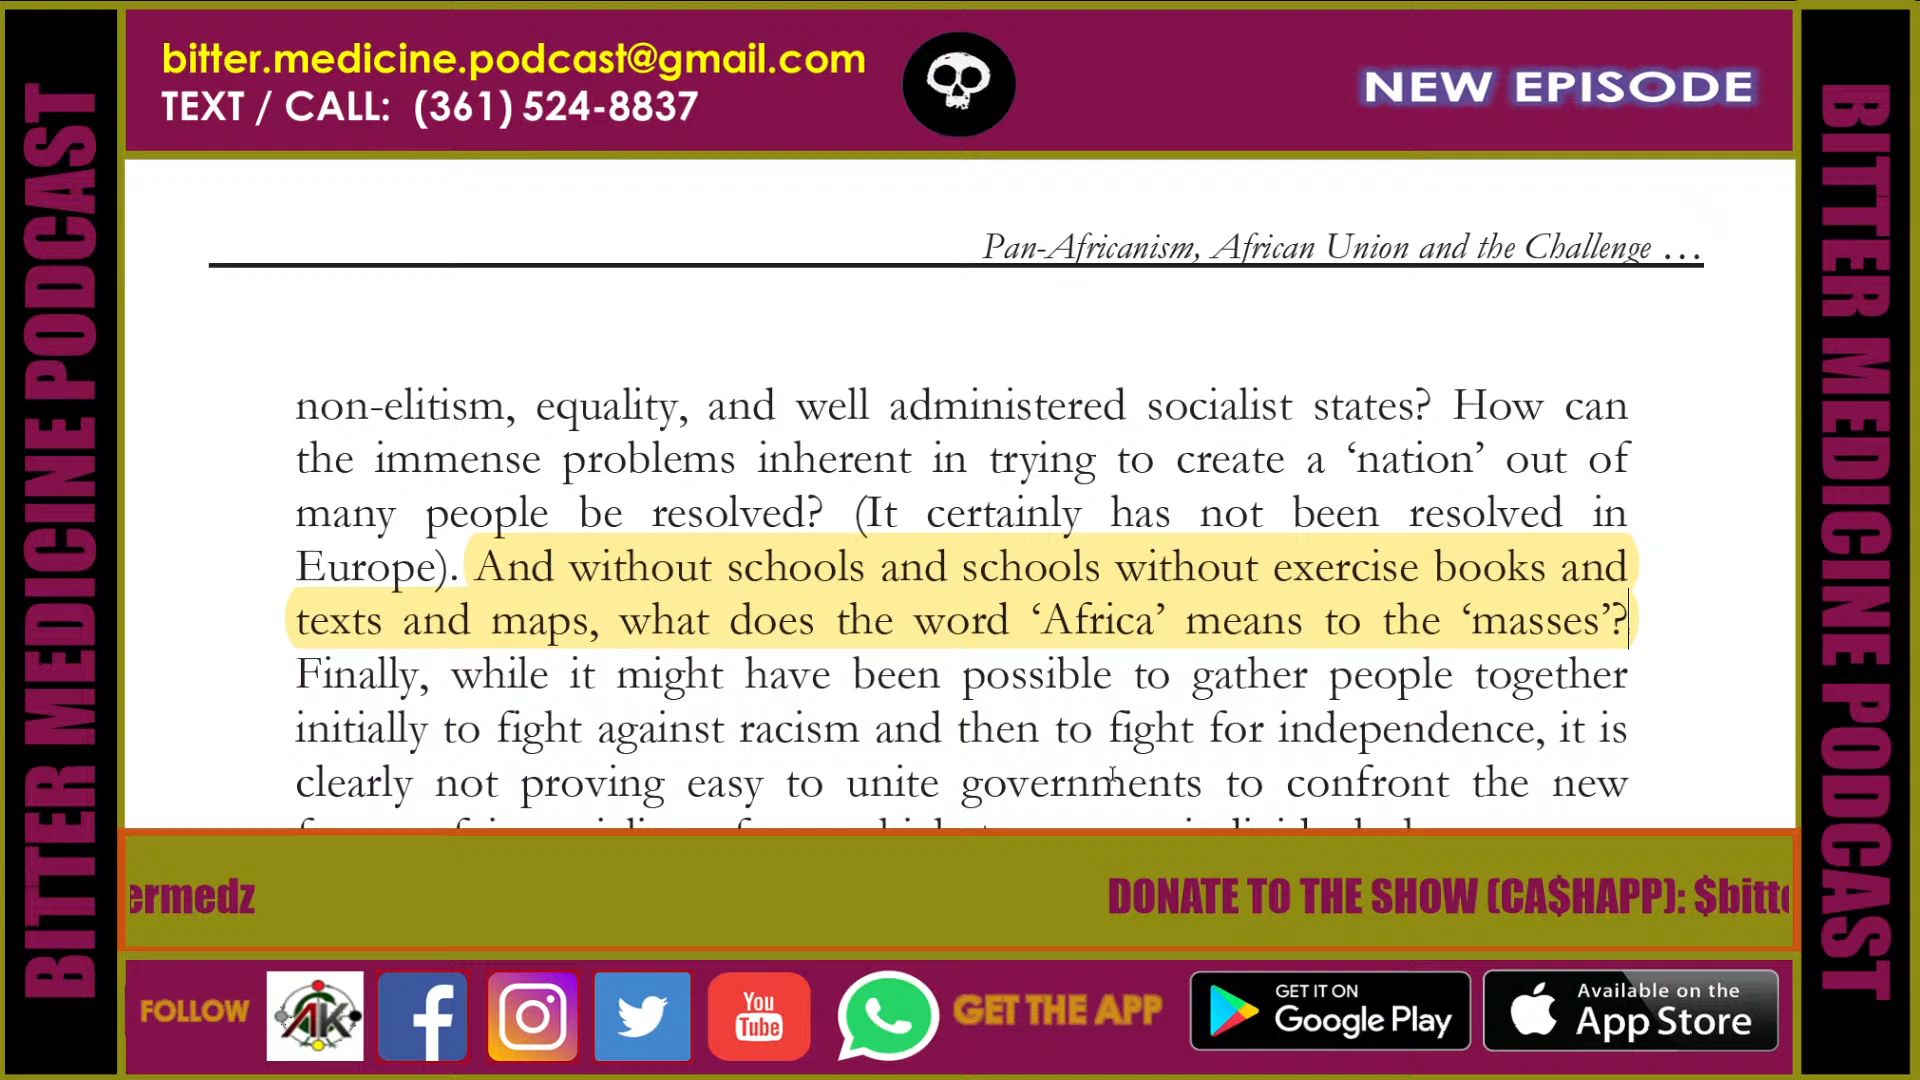 bitter.medicine.podcast@gmail.com
TEXT / CALL: (361) 524-8837
NEW EPISODE
BITTER MEDICINE PODCAST
BITTER MEDICINE PODCAST
Pan-Africanism, African Union and the Challenge …
non-elitism, equality, and well administered socialist states? How can
the immense problems inherent in trying to create a ‘nation’ out of
many people be resolved? (It certainly has not been resolved in
Europe). And without schools and schools without exercise books and
texts and maps, what does the word ‘Africa’ means to the ‘masses’?
Finally, while it might have been possible to gather people together
initially to fight against racism and then to fight for independence, it is
clearly not proving easy to unite governments to confront the new
ermedz
DONATE TO THE SHOW (CA$HAPP): $bitte
FOLLOW
AK
You
Tube
GET THE APP
GET IT ON
Google Play
Available on the
App Store